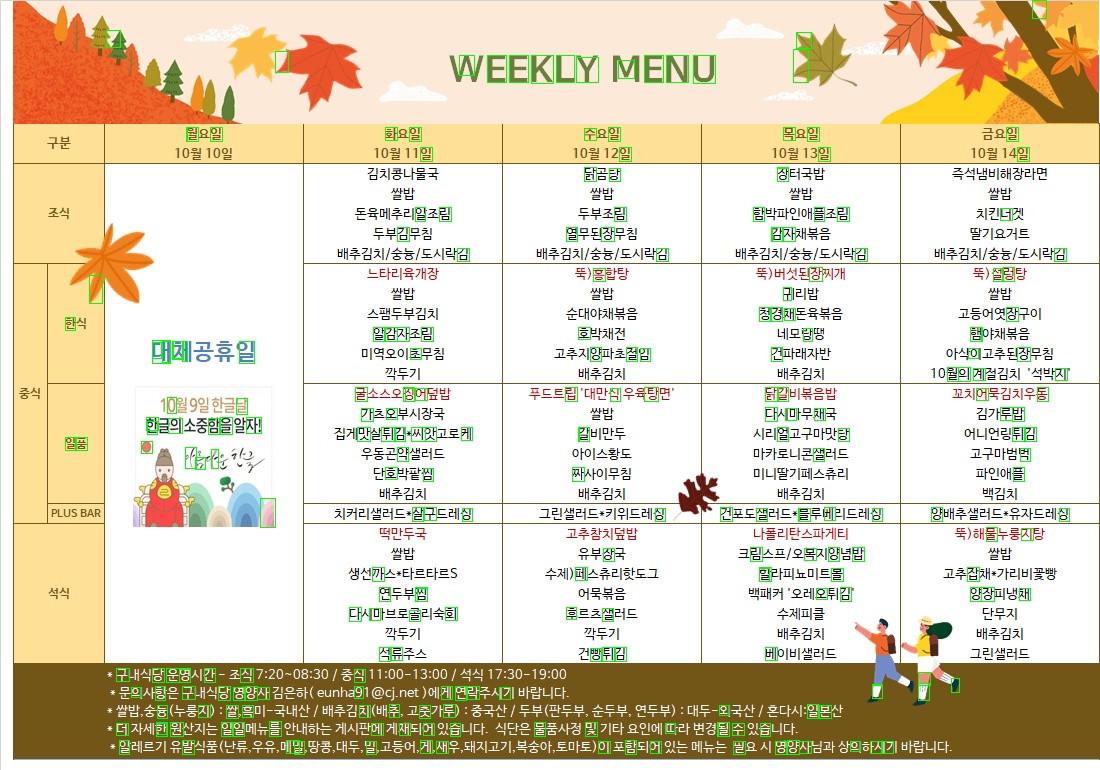 WEEKLY MENU
구분 월요일 화요일 수요일 목요일 금요일
10월 10일 10월 11일 10월 12일 10월 13일 10월 14일
조식
김치콩나물국 닭곰탕 장터국밥 즉석냄비해장라면
쌀밥 쌀밥 쌀밥 쌀밥
돈육메추리알조림 두부조림 함박파인애플조림 치킨너겟
두부김무침 열무된장무침 감자채볶음 딸기요거트
배추김치/숭늉/도시락김 배추김치/숭늉/도시락김 배추김치/숭늉/도시락김 배추김치/숭늉/도시락김
중식
한식
느타리육개장 뚝)홍합탕 뚝)버섯된장찌개 뚝)설렁탕
쌀밥 쌀밥 귀리밥 쌀밥
스팸두부김치 순대야채볶음 청경채돈육볶음 고등어엿장구이
알감자조림 호박채전 네모랑땡 햄야채볶음
미역오이초무침 고추지양파초절임 건파래자반 아삭이고추된장무침
깍두기 배추김치 배추김치 10월의 계절김치 '석박지'
대체공휴일
10월 9일 한글날
한글의 소중함을 알자!
아름다운 한글
일품
굴소스오징어덮밥 푸드트립 '대만식 우육탕면' 닭갈비볶음밥 꼬치어묵김치우동
가츠오부시장국 쌀밥 다시마무채국 김가루밥
집게맛살튀김*씨앗고로케 갈비만두 시리얼고구마맛탕 어니언링튀김
우동곤약샐러드 아이스황도 마카로니콘샐러드 고구마범벅
단호박팥찜 짜사이무침 미니딸기페스츄리 파인애플
배추김치 배추김치 배추김치 백김치
PLUS BAR 치커리샐러드*살구드레싱 그린샐러드*키위드레싱 건포도샐러드*블루베리드레싱 양배추샐러드*유자드레싱
석식
떡만두국 고추참치덮밥 나폴리탄스파게티 뚝)해물누룽지탕
쌀밥 유부장국 크림스프/오복지양념밥 쌀밥
생선까스*타르타르S 수제)페스츄리핫도그 할라피뇨미트볼 고추잡채*가리비꽃빵
연두부찜 어묵볶음 백패커 '오레오튀김' 양장피냉채
다시마브로콜리숙회 후르츠샐러드 수제피클 단무지
깍두기 깍두기 배추김치 배추김치
석류주스 건빵튀김 베이비샐러드 그린샐러드
* 구내식당 운영시간 - 조식 7:20~08:30 / 중식 11:00-13:00 / 석식 17:30-19:00
* 문의사항은 구내식당 영양사 김은하( eunha91@cj.net )에게 연락주시기 바랍니다.
* 쌀밥,숭늉(누룽지) : 쌀,흑미-국내산 / 배추김치(배추, 고춧가루) : 중국산 / 두부(판두부, 순두부, 연두부) : 대두-외국산 / 혼다시:일본산
* 더 자세한 원산지는 일일메뉴를 안내하는 게시판에 게재되어 있습니다. 식단은 물품사정 및 기타 요인에 따라 변경될 수 있습니다.
* 알레르기 유발식품(난류,우유,메밀,땅콩,대두,밀,고등어,게,새우,돼지고기,복숭아,토마토)이 포함되어 있는 메뉴는 필요 시 영양사님과 상의하시기 바랍니다.